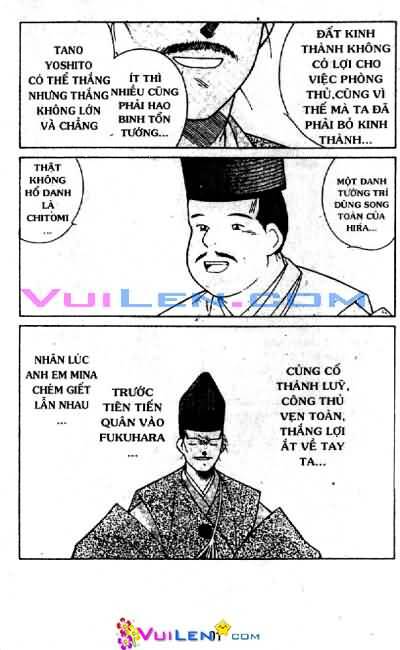 ĐẤT KINH
THÀNH KHÔNG
CÓ LỢI CHO
VIỆC PHÒNG
THỦ,CŨNG VÌ
THẾ MÀ TA ĐÃ
PHẢI BỎ KINH
THÀNH...
ÍT THÌ
NHIỀU CŨNG
PHẢI HAO
BINH TỔN
TƯỚNG...
TANO
YOSHITO
CÓ THỂ THẮNG
NHƯNG THẮNG
KHÔNG LỚN
VÀ CHẲNG
MỘT DANH
TƯỚNG TRÍ
DŨNG SONG
TOÀN CỦA
HIRA...
THẬT
KHÔNG
HỔ DANH
LÀ
CHITOMI
...
VUILEN.COM
CỦNG CỐ
THÀNH LUỸ,
CÔNG THỦ
VẸN TOÀN,
THẮNG LỢI
ẮT VỀ TAY
TA...
TRƯỚC
TIÊN TIẾN
QUÂN VÀO
FUKUHARA
...
NHÂN LÚC
ANH EM MINA
CHÉM GIẾT
LẪN NHAU
...
VUILEN